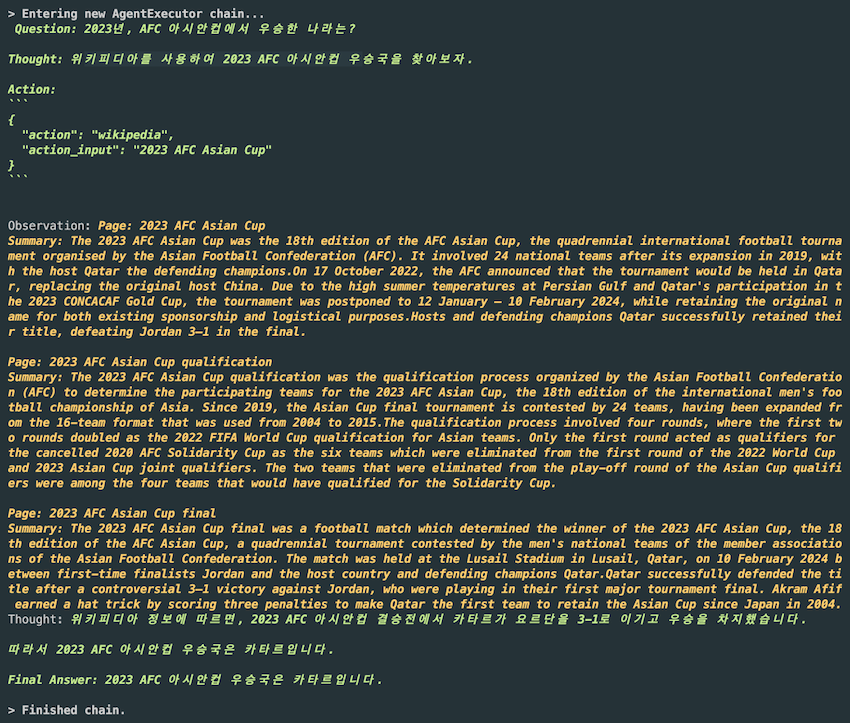 > Entering new AgentExecutor chain...
Question: 2023년, AFC 아시안컵에서 우승한 나라는?
Thought: 위키피디아를 사용하여 2023 AFC 아시안컵 우승국을 찾아보자.
Action:
```
{
  "action": "wikipedia",
  "action_input": "2023 AFC Asian Cup"
}
```
Observation: Page: 2023 AFC Asian Cup
Summary: The 2023 AFC Asian Cup was the 18th edition of the AFC Asian Cup, the quadrennial international football tourna
ment organised by the Asian Football Confederation (AFC). It involved 24 national teams after its expansion in 2019, wit
h the host Qatar the defending champions.On 17 October 2022, the AFC announced that the tournament would be held in Qata
r, replacing the original host China. Due to the high summer temperatures at Persian Gulf and Qatar's participation in t
he 2023 CONCACAF Gold Cup, the tournament was postponed to 12 January – 10 February 2024, while retaining the original n
ame for both existing sponsorship and logistical purposes.Hosts and defending champions Qatar successfully retained thei
r title, defeating Jordan 3–1 in the final.
Page: 2023 AFC Asian Cup qualification
Summary: The 2023 AFC Asian Cup qualification was the qualification process organized by the Asian Football Confederatio
n (AFC) to determine the participating teams for the 2023 AFC Asian Cup, the 18th edition of the international men's foo
tball championship of Asia. Since 2019, the Asian Cup final tournament is contested by 24 teams, having been expanded fr
om the 16-team format that was used from 2004 to 2015.The qualification process involved four rounds, where the first tw
o rounds doubled as the 2022 FIFA World Cup qualification for Asian teams. Only the first round acted as qualifiers for
the cancelled 2020 AFC Solidarity Cup as the six teams which were eliminated from the first round of the 2022 World Cup
and 2023 Asian Cup joint qualifiers. The two teams that were eliminated from the play-off round of the Asian Cup qualifi
ers were among the four teams that would have qualified for the Solidarity Cup.
Page: 2023 AFC Asian Cup final
Summary: The 2023 AFC Asian Cup final was a football match which determined the winner of the 2023 AFC Asian Cup, the 18
th edition of the AFC Asian Cup, a quadrennial tournament contested by the men's national teams of the member associatio
ns of the Asian Football Confederation. The match was held at the Lusail Stadium in Lusail, Qatar, on 10 February 2024 b
etween first-time finalists Jordan and the host country and defending champions Qatar.Qatar successfully defended the ti
tle after a controversial 3–1 victory against Jordan, who were playing in their first major tournament final. Akram Afif
earned a hat trick by scoring three penalties to make Qatar the first team to retain the Asian Cup since Japan in 2004.
Thought: 위키피디아 정보에 따르면, 2023 AFC 아시안컵 결승전에서 카타르가 요르단을 3-1로 이기고 우승을 차지했습니다.
따라서 2023 AFC 아시안컵 우승국은 카타르입니다.
Final Answer: 2023 AFC 아시안컵 우승국은 카타르입니다.
> Finished chain.